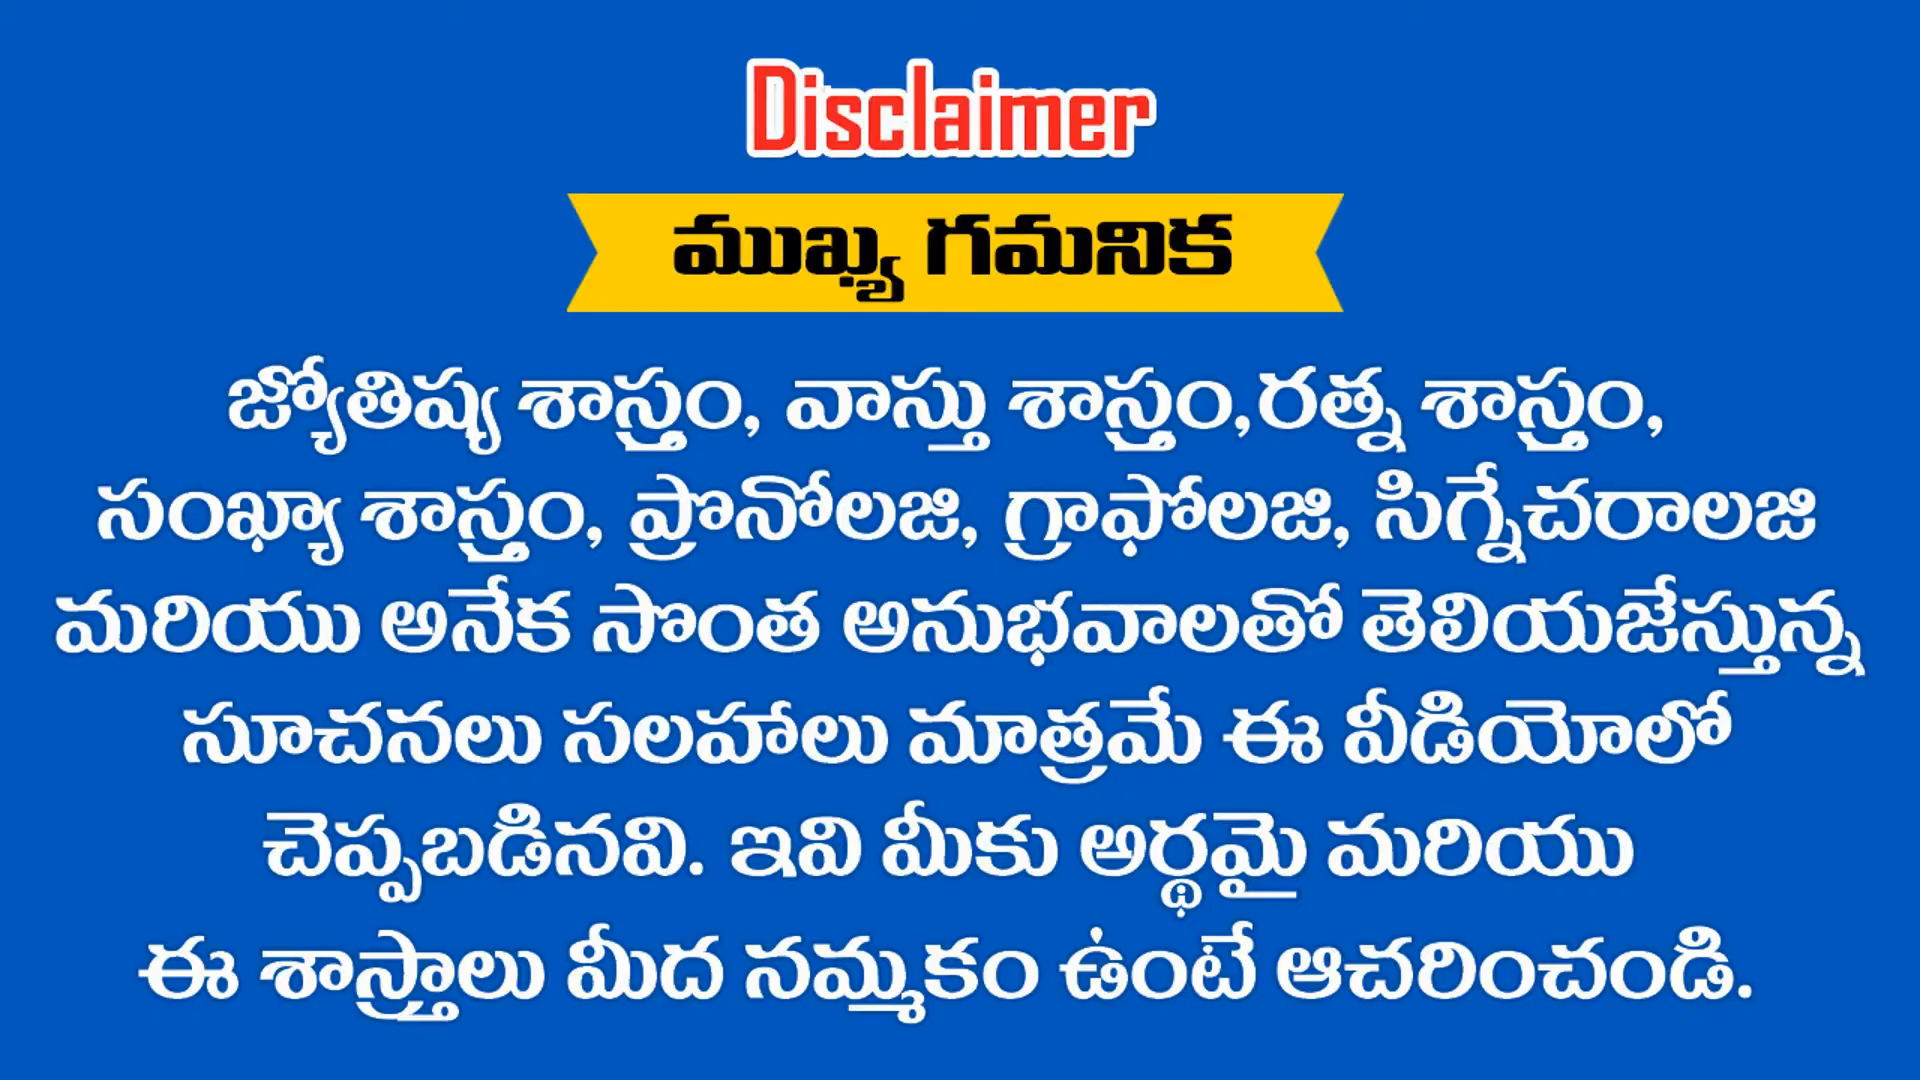 Disclaimer
ముఖ్య గమనిక
జ్యోతిష్య శాస్త్రం, వాస్తు శాస్త్రం,రత్న శాస్త్రం,
సంఖ్యా శాస్త్రం, ప్రొనోలజి, గ్రాఫోలజి, సిగ్నేచరాలజి
మరియు అనేక సొంత అనుభవాలతో తెలియజేస్తున్న
సూచనలు సలహాలు మాత్రమే ఈ వీడియోలో
చెప్పబడినవి. ఇవి మీకు అర్థమై మరియు
ఈ శాస్త్రాలు మీద నమ్మకం ఉంటే ఆచరించండి.